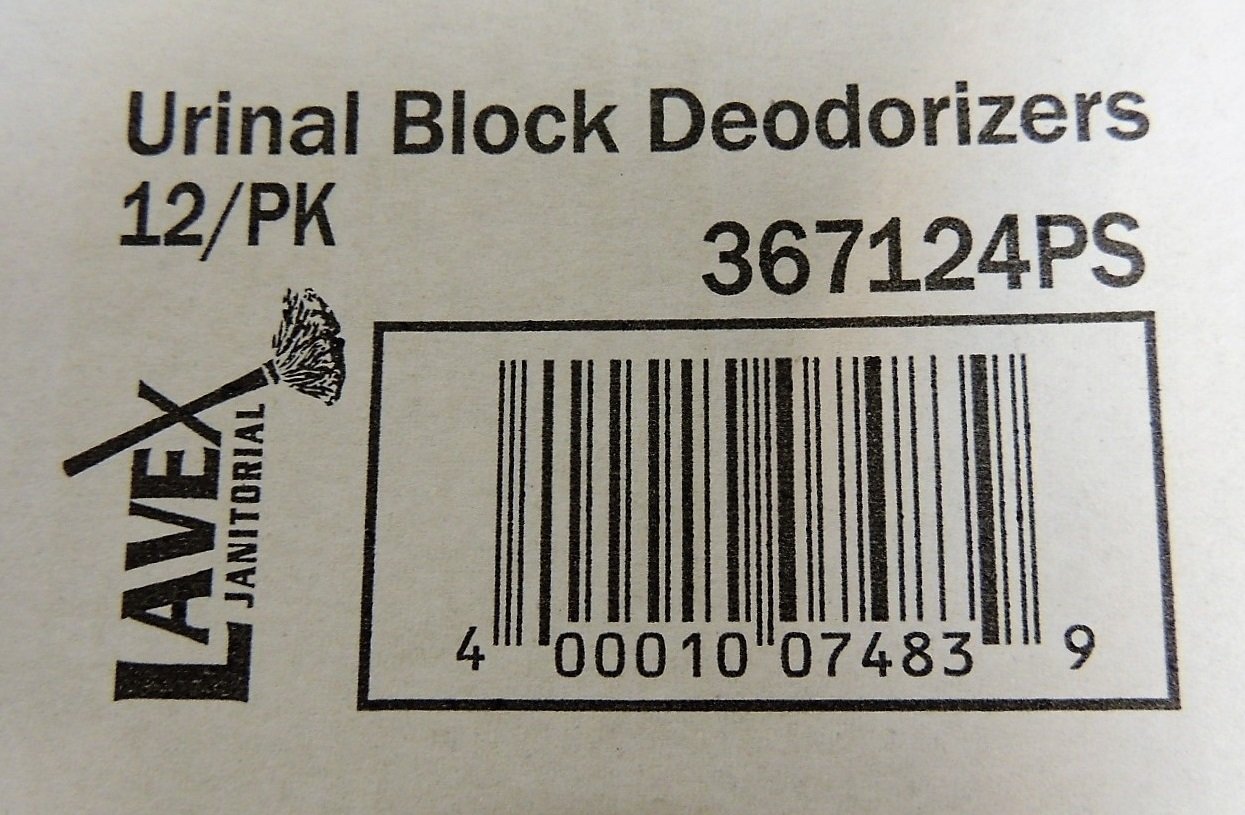 Urinal Block Deodorizers
12/PK
367124PS
LAVEX
JANITORIAL
4 00010 07483 9